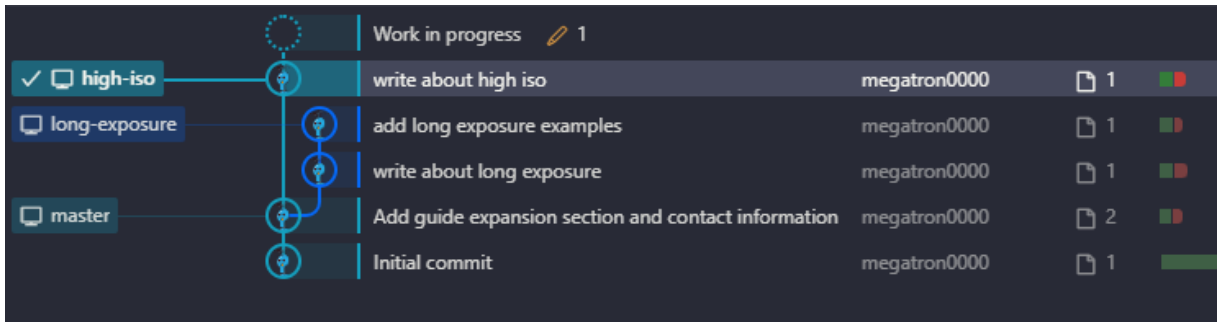 Work in progress 1
high-iso write about high iso megatron0000 1
long-exposure add long exposure examples megatron0000 1
write about long exposure megatron0000 1
master Add guide expansion section and contact information megatron0000 2
Initial commit megatron0000 1